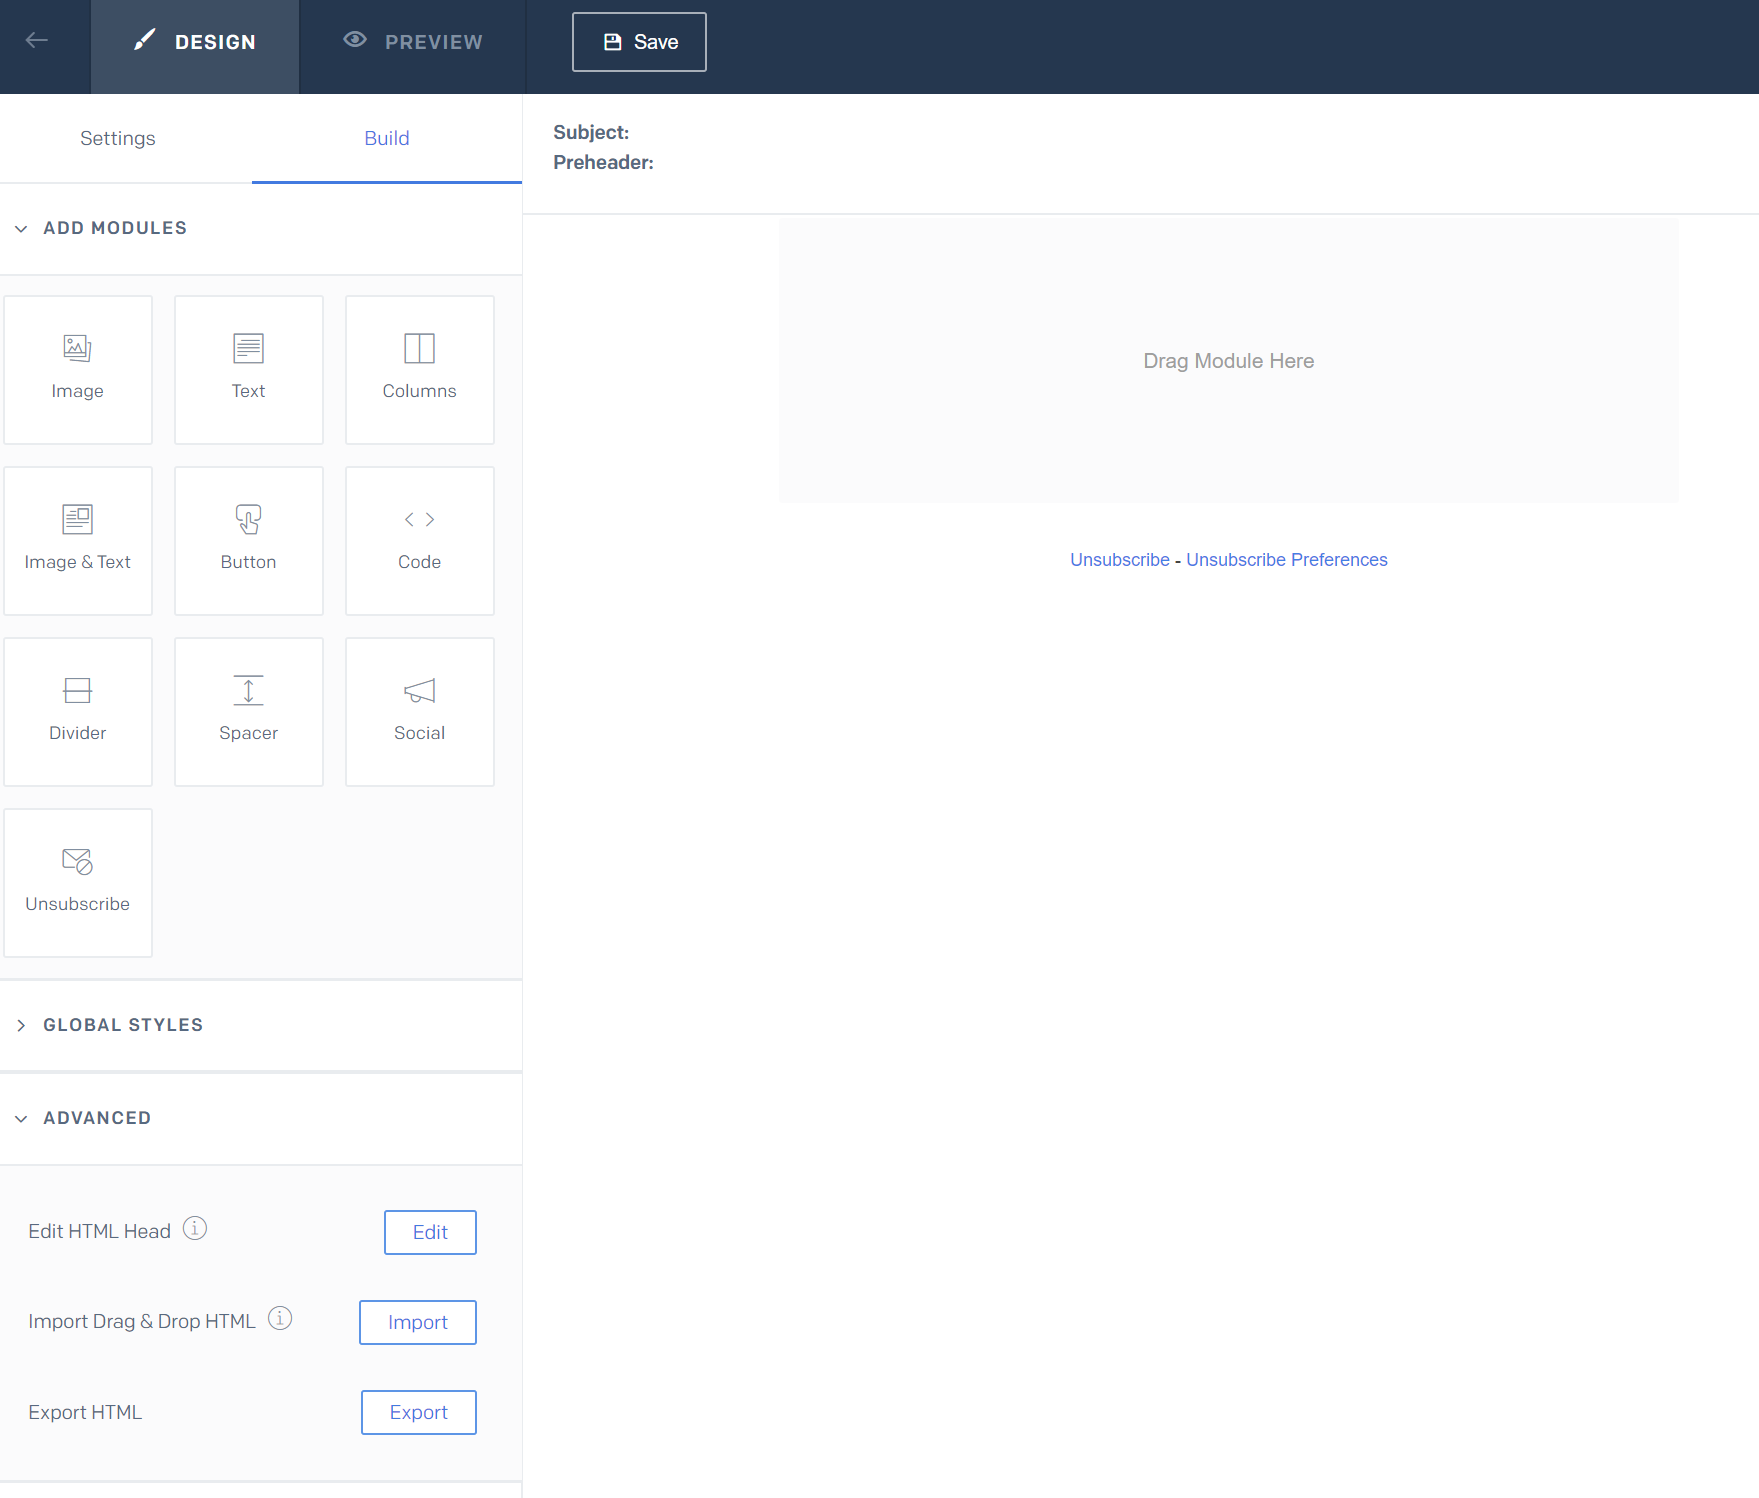 DESIGN
PREVIEW
Save
Settings
Build
Subject:
Preheader:
ADD MODULES
Image
Text
Columns
Drag Module Here
Image & Text
Button
Code
Unsubscribe - Unsubscribe Preferences
Divider
Spacer
Social
Unsubscribe
GLOBAL STYLES
ADVANCED
Edit HTML Head
Edit
Import Drag & Drop HTML
Import
Export HTML
Export